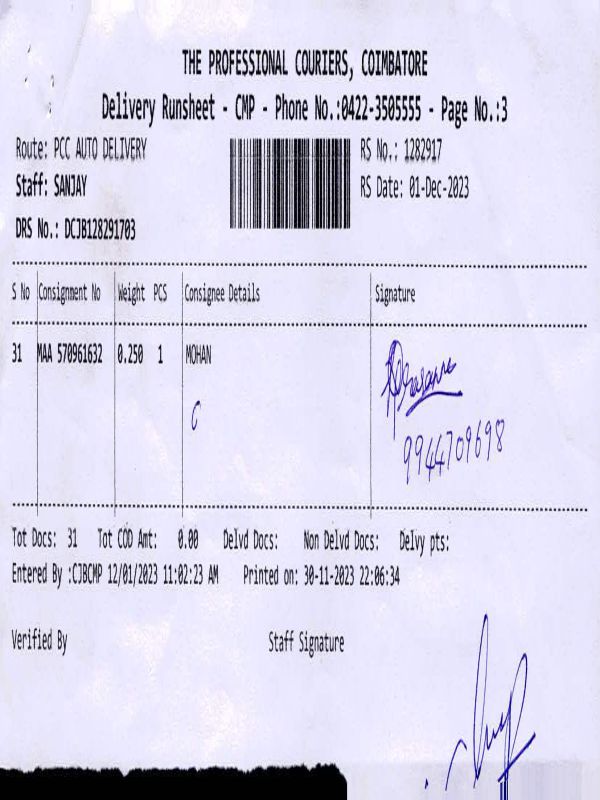 THE PROFESSIONAL COURIERS, COIMBATORE
Delivery Runsheet - CMP - Phone No.:0422-3505555 - Page No.:3
Route: PCC AUTO DELIVERY RS No.: 1282917
Staff: SANJAY RS Date: 01-Dec-2023
DRS No.: DCJB128291703
S No Consignment No Weight PCS Consignee Details Signature
31 MAA 570961632 0.250 1 MOHAN
9944709698
Tot Docs: 31 Tot COD Amt: 0.00 Delvd Docs: Non Delvd Docs: Delvy pts:
Entered By :CJBCMP 12/01/2023 11:02:23 AM Printed on: 30-11-2023 22:06:34
Verified By Staff Signature